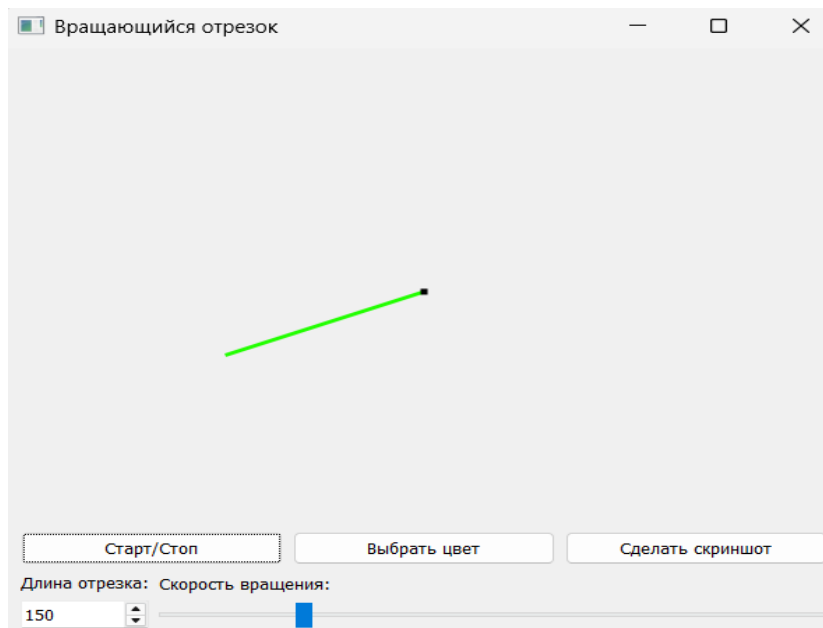 Вращающийся отрезок
Старт/Стоп Выбрать цвет Сделать скриншот
Длина отрезка: Скорость вращения:
150